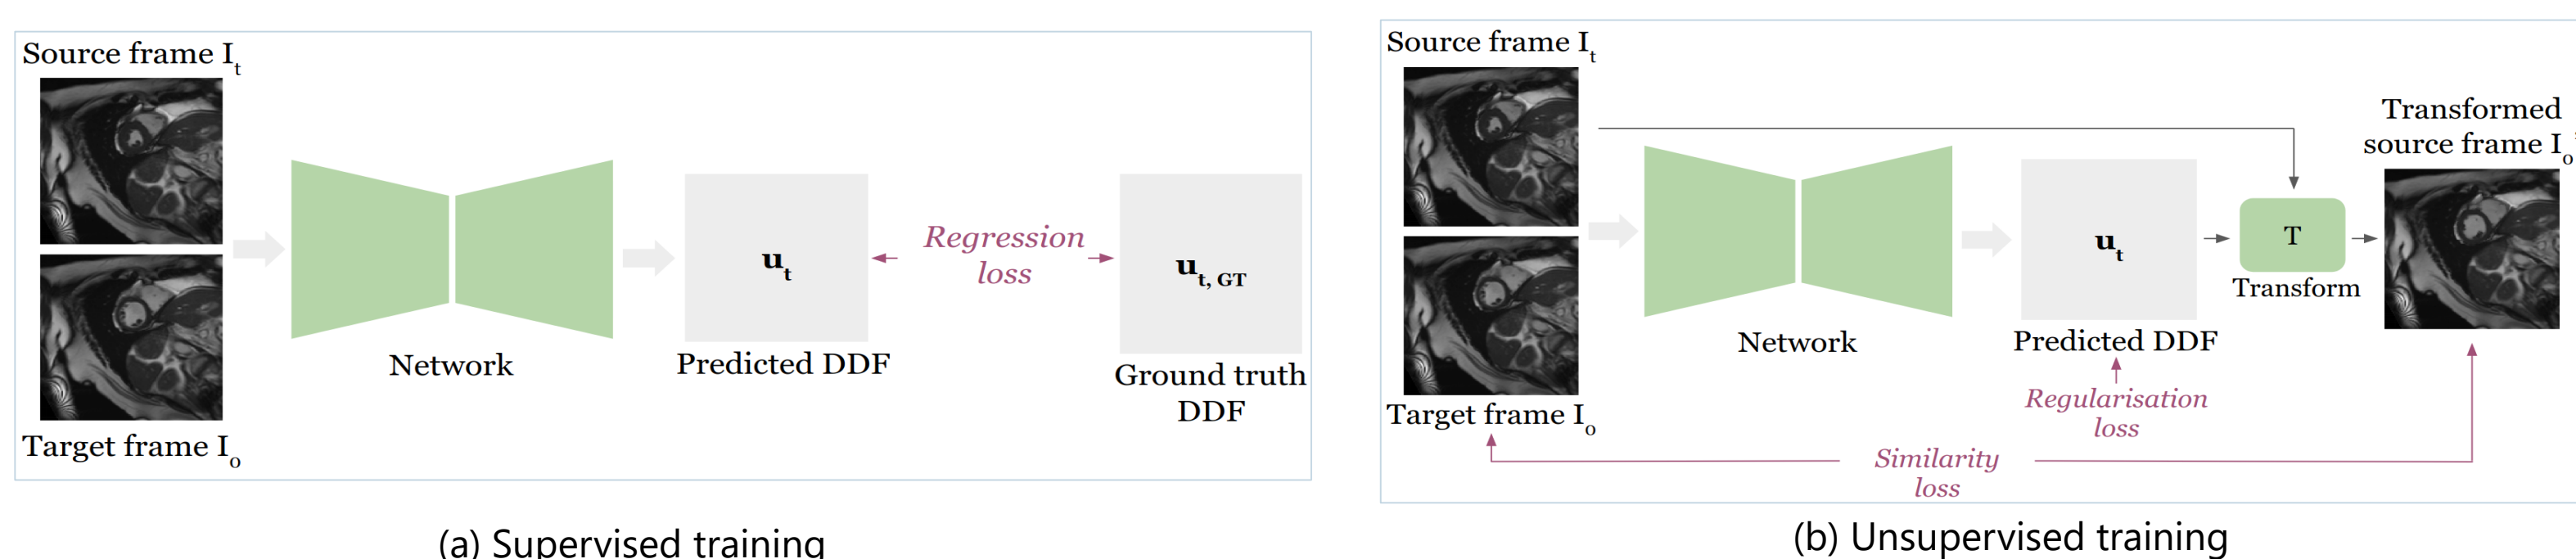 Source frame I_t
Network
u_t
Predicted DDF
Regression
loss
u_t, GT
Ground truth
DDF
Target frame I_o
(a) Supervised training
Source frame I_t
Network
u_t
Predicted DDF
T
Transform
Transformed
source frame I_o
Target frame I_o
Regularisation
loss
Similarity
loss
(b) Unsupervised training